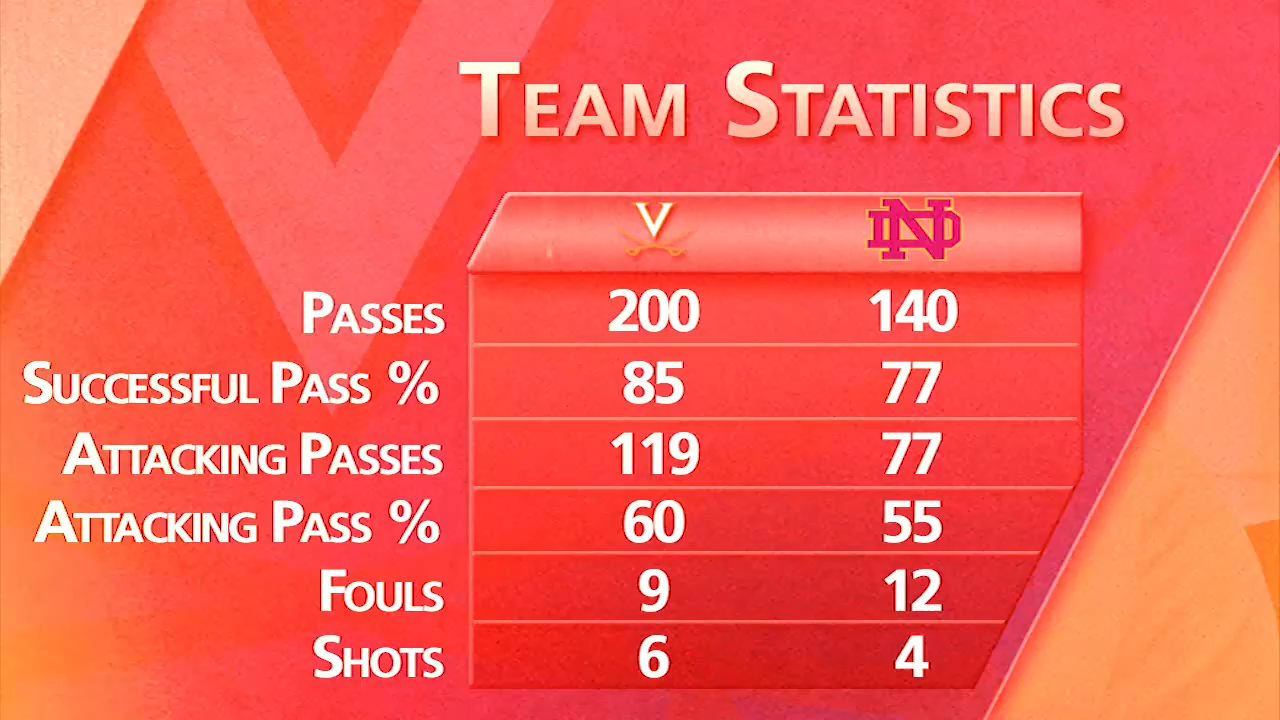 TEAM STATISTICS
V ND
PASSES 200 140
SUCCESSFUL PASS % 85 77
ATTACKING PASSES 119 77
ATTACKING PASS % 60 55
FOULS 9 12
SHOTS 6 4